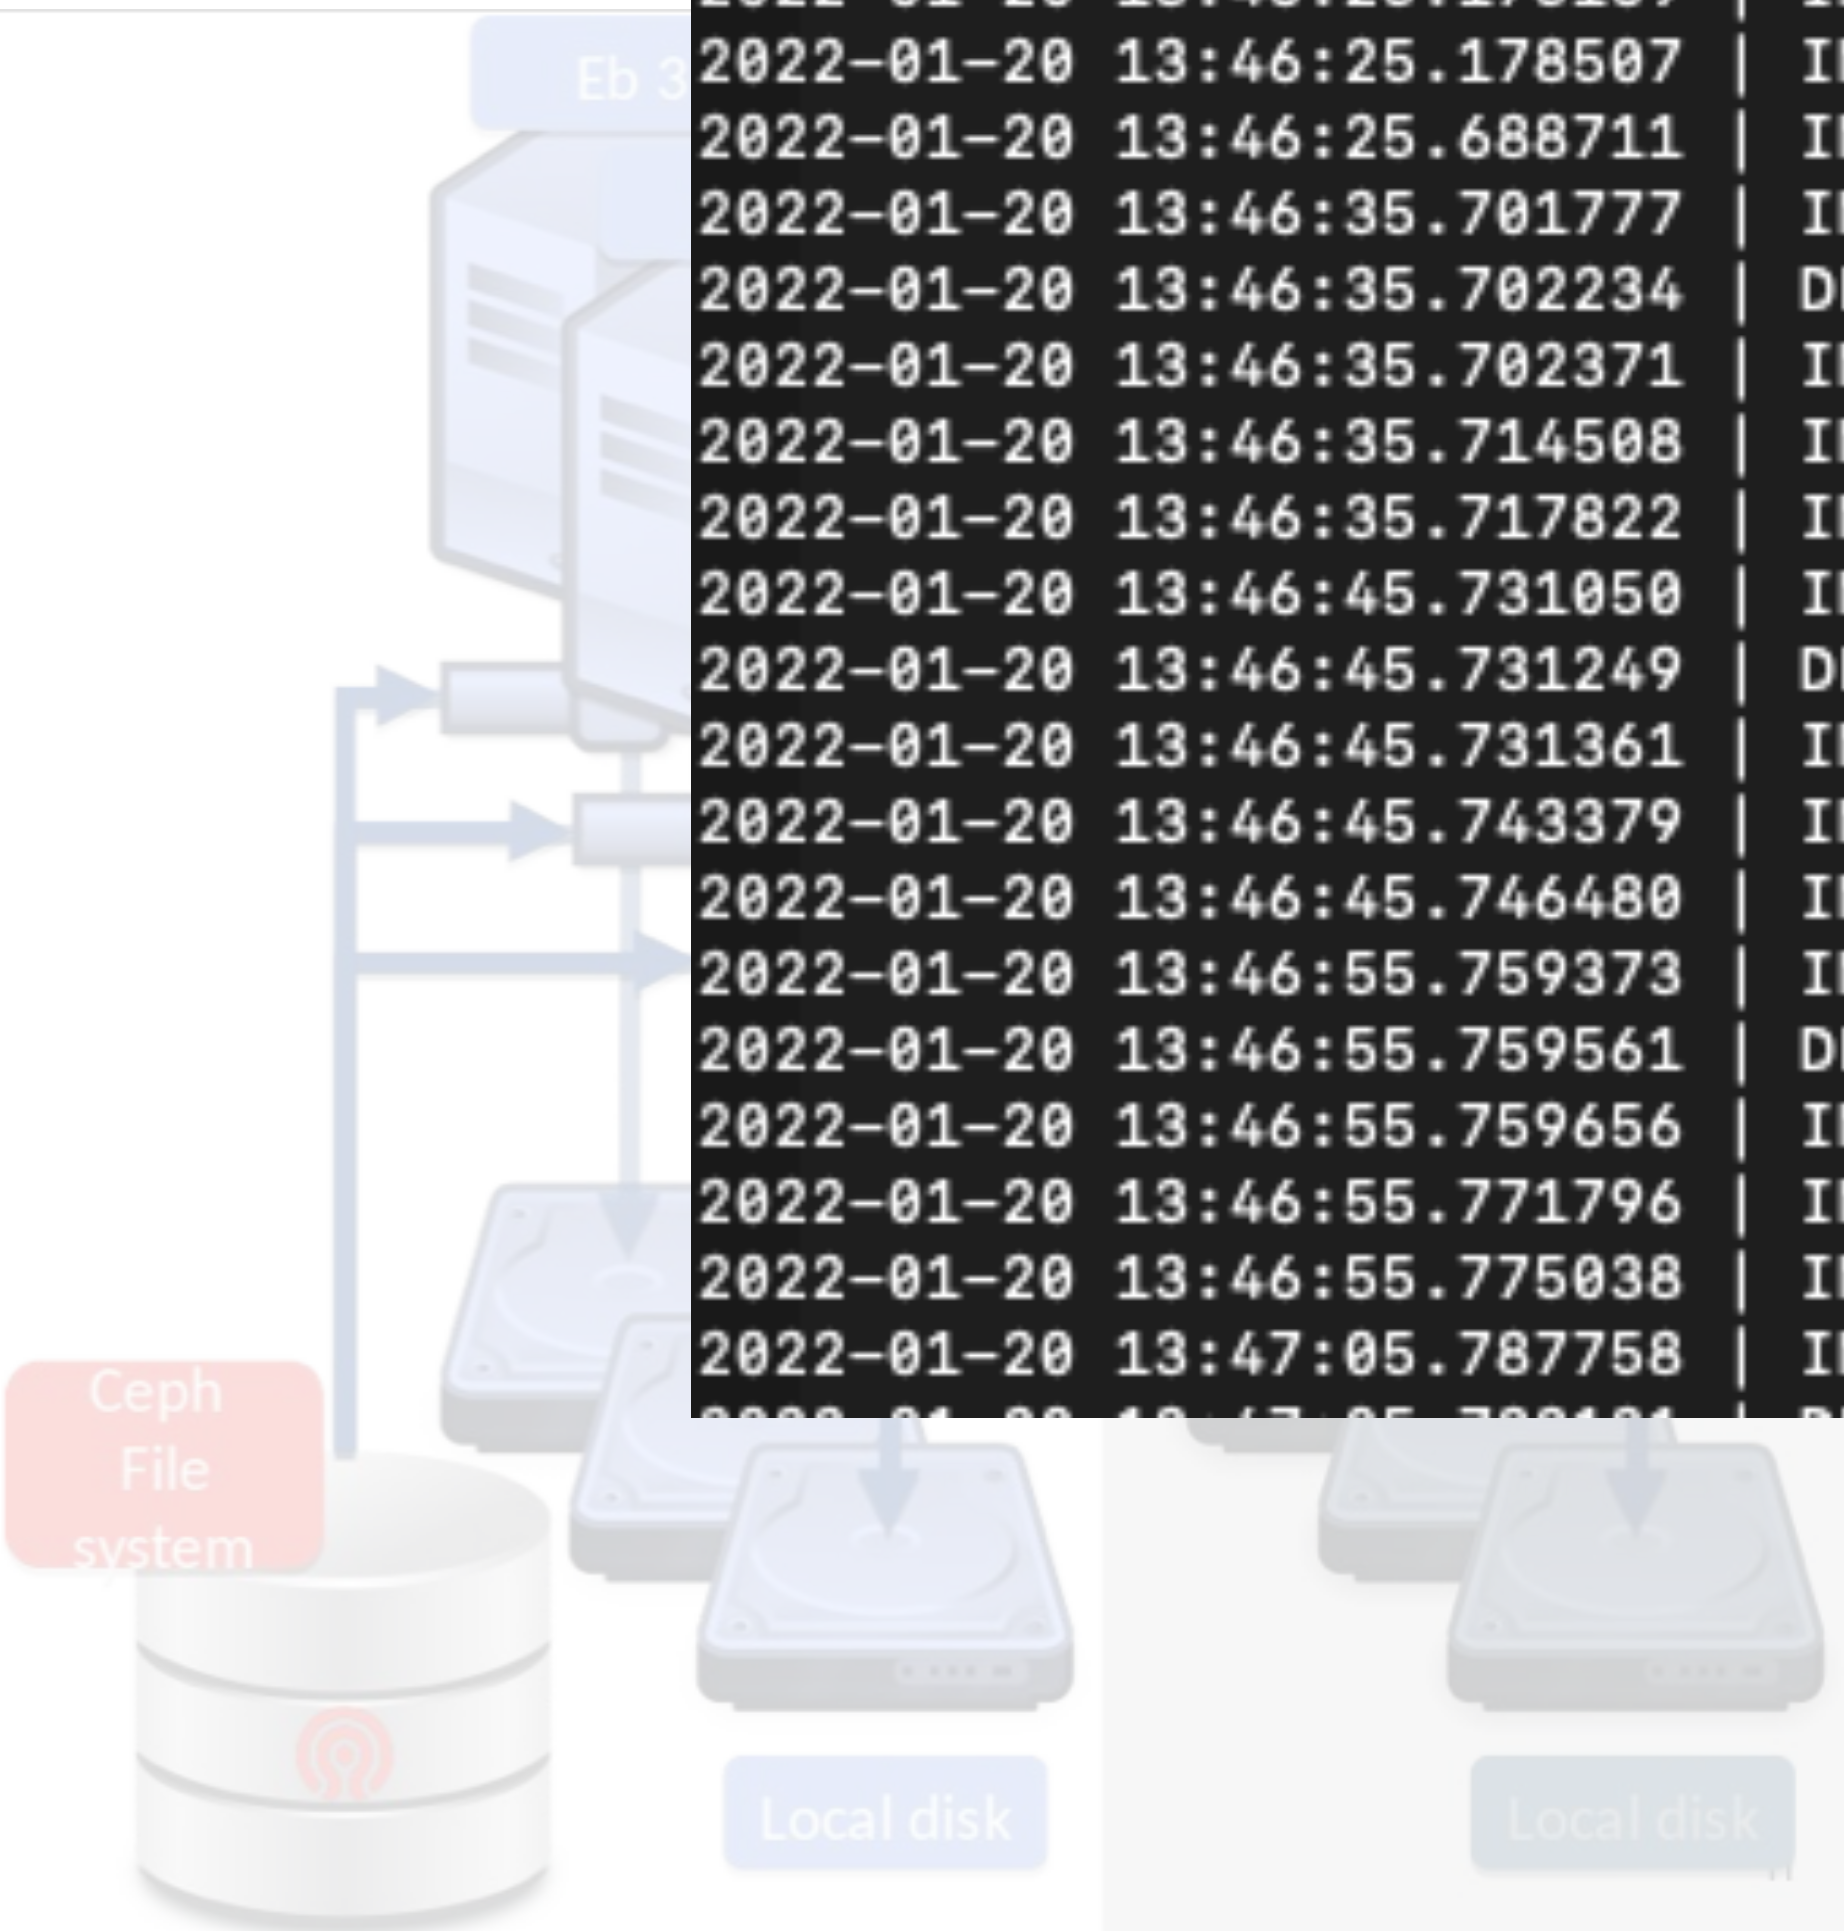 Eb 3
2022-01-20 13:46:25.178507 |
2022-01-20 13:46:25.688711 |
2022-01-20 13:46:35.701777 |
2022-01-20 13:46:35.702234 |
2022-01-20 13:46:35.702371 |
2022-01-20 13:46:35.714508 |
2022-01-20 13:46:35.717822 |
2022-01-20 13:46:45.731050 |
2022-01-20 13:46:45.731249 |
2022-01-20 13:46:45.731361 |
2022-01-20 13:46:45.743379 |
2022-01-20 13:46:45.746480 |
2022-01-20 13:46:55.759373 |
2022-01-20 13:46:55.759561 |
2022-01-20 13:46:55.759656 |
2022-01-20 13:46:55.771796 |
2022-01-20 13:46:55.775038 |
2022-01-20 13:47:05.787758 |
Ceph
File
system
Local disk
Local disk